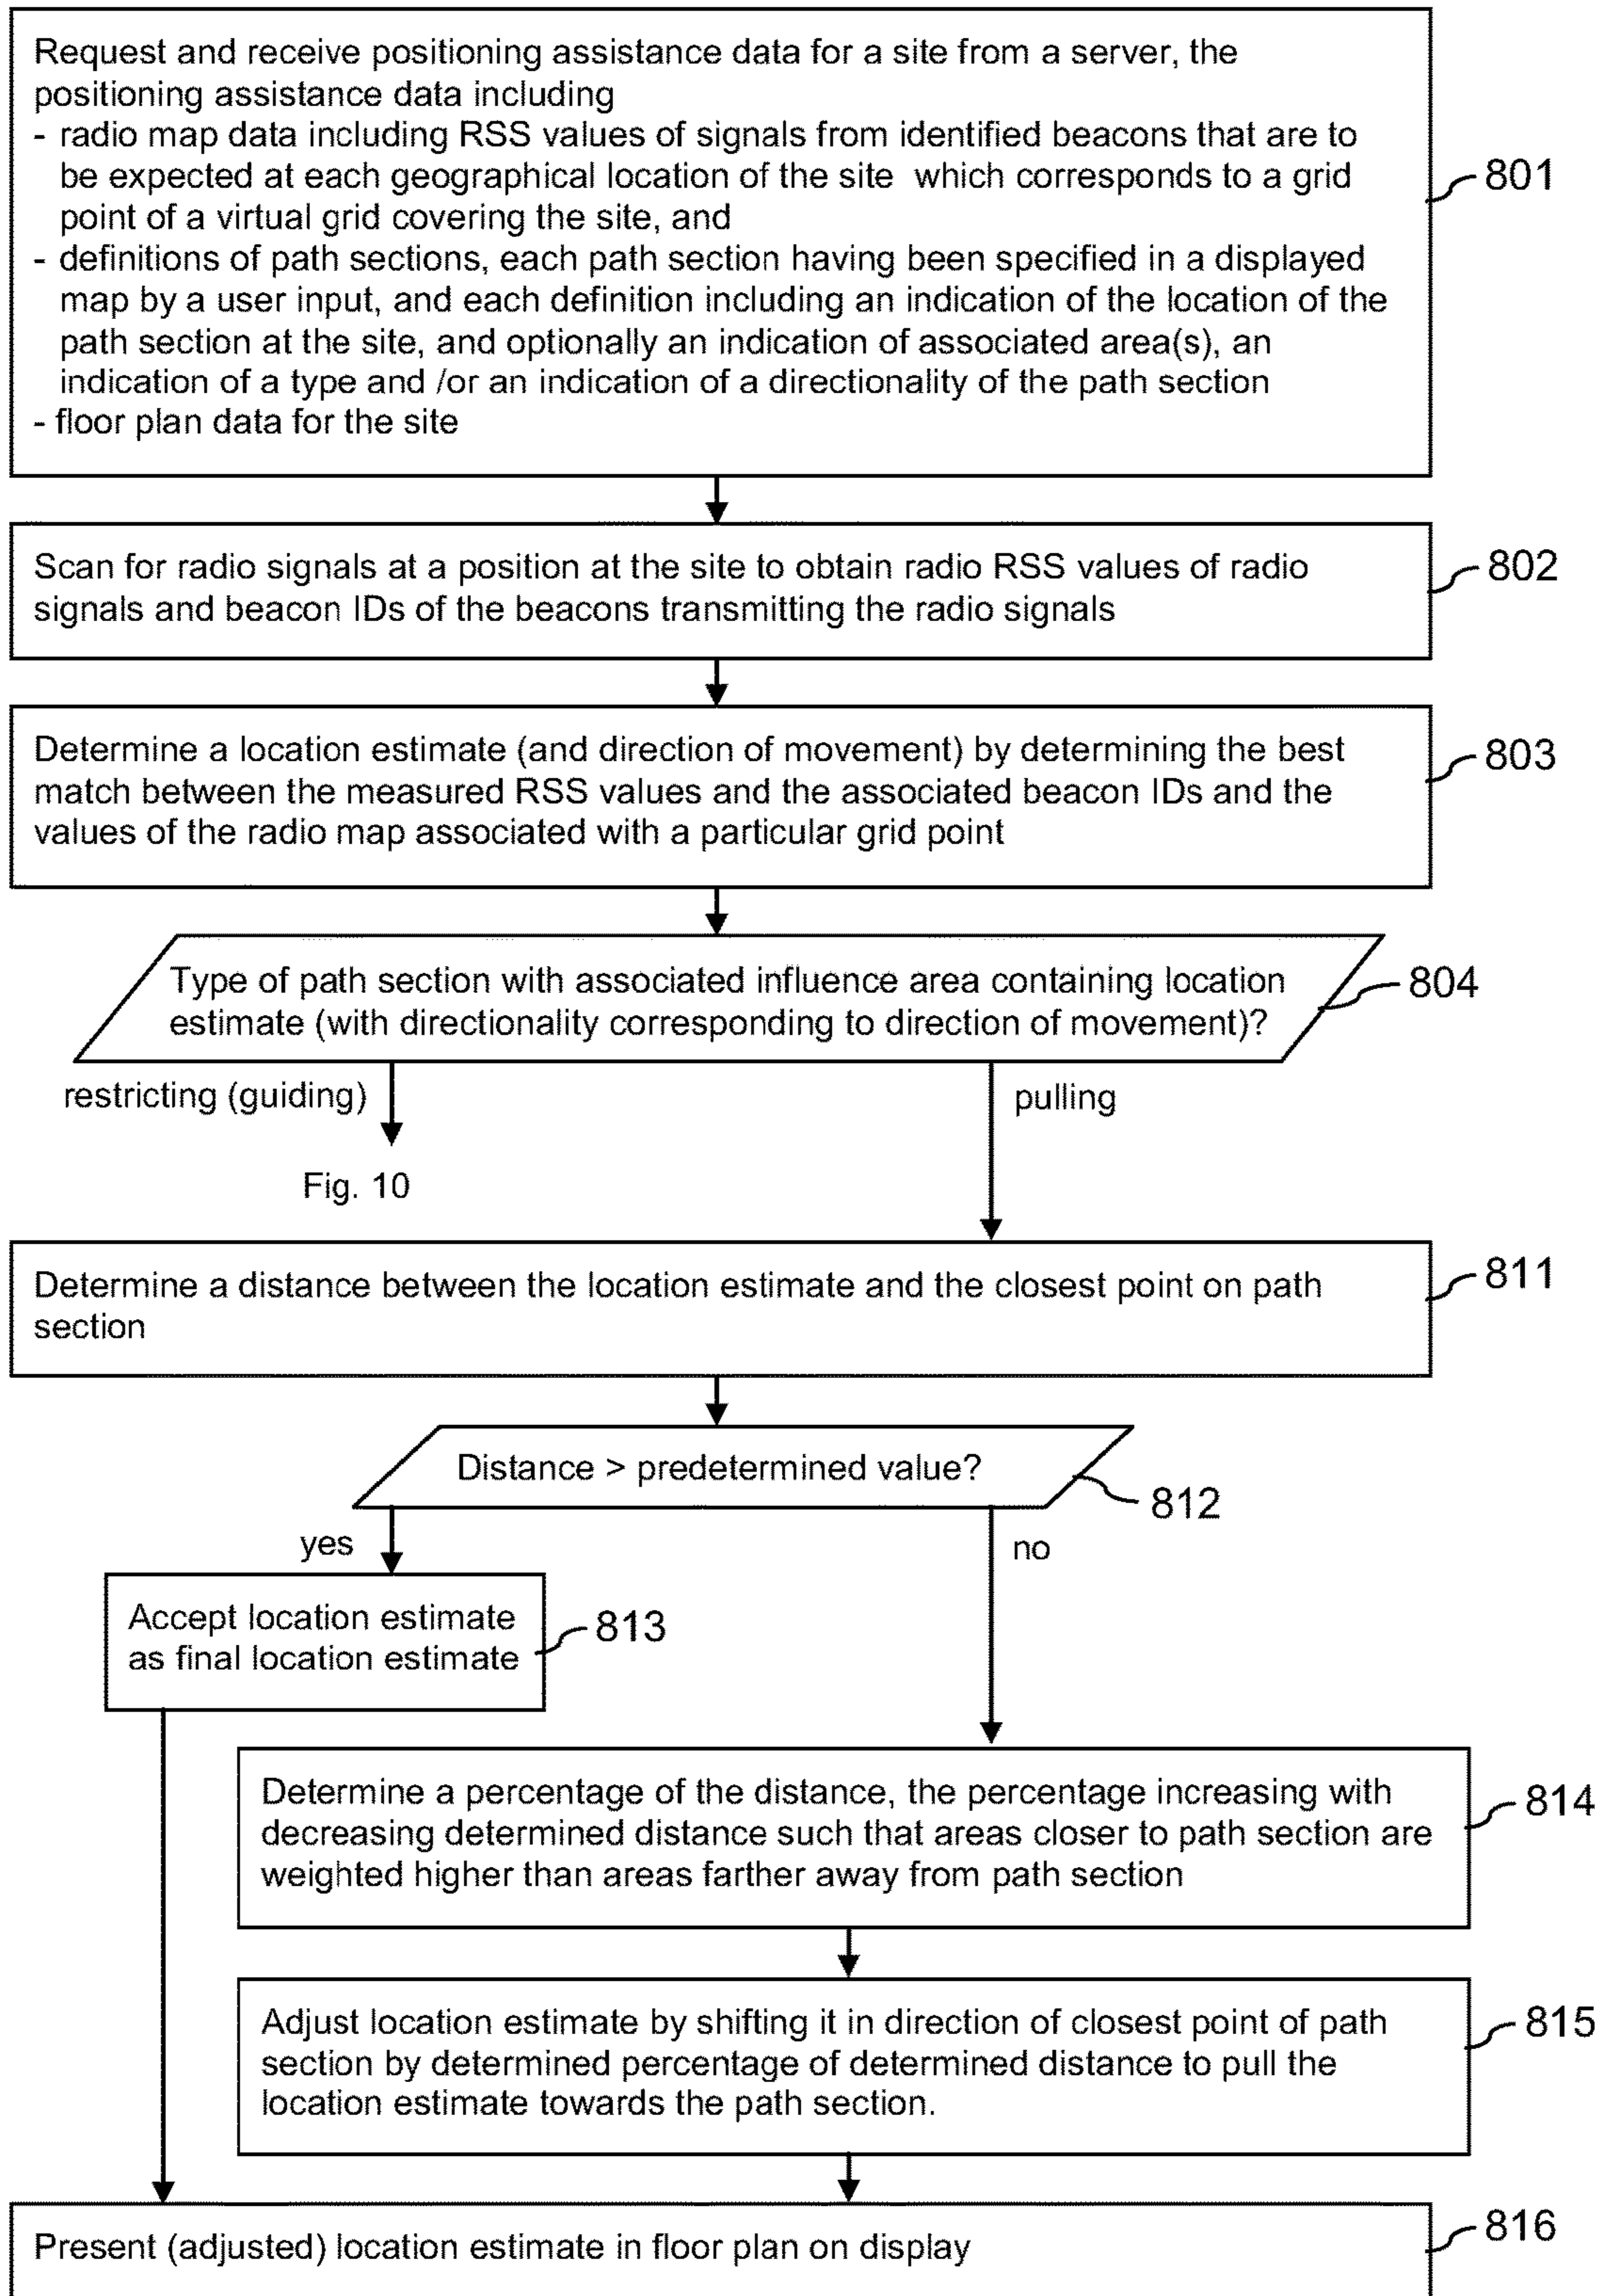 Request and receive positioning assistance data for a site from a server, the
positioning assistance data including
- radio map data including RSS values of signals from identified beacons that are to
be expected at each geographical location of the site which corresponds to a grid
point of a virtual grid covering the site, and
- definitions of path sections, each path section having been specified in a displayed
map by a user input, and each definition including an indication of the location of the
path section at the site, and optionally an indication of associated area(s), an
indication of a type and /or an indication of a directionality of the path section
- floor plan data for the site
801
Scan for radio signals at a position at the site to obtain radio RSS values of radio
signals and beacon IDs of the beacons transmitting the radio signals
802
Determine a location estimate (and direction of movement) by determining the best
match between the measured RSS values and the associated beacon IDs and the
values of the radio map associated with a particular grid point
803
Type of path section with associated influence area containing location
estimate (with directionality corresponding to direction of movement)?
804
restricting (guiding)
pulling
Fig. 10
Determine a distance between the location estimate and the closest point on path
section
811
Distance > predetermined value?
812
yes
no
Accept location estimate
as final location estimate
813
Determine a percentage of the distance, the percentage increasing with
decreasing determined distance such that areas closer to path section are
weighted higher than areas farther away from path section
814
Adjust location estimate by shifting it in direction of closest point of path
section by determined percentage of determined distance to pull the
location estimate towards the path section.
815
Present (adjusted) location estimate in floor plan on display
816